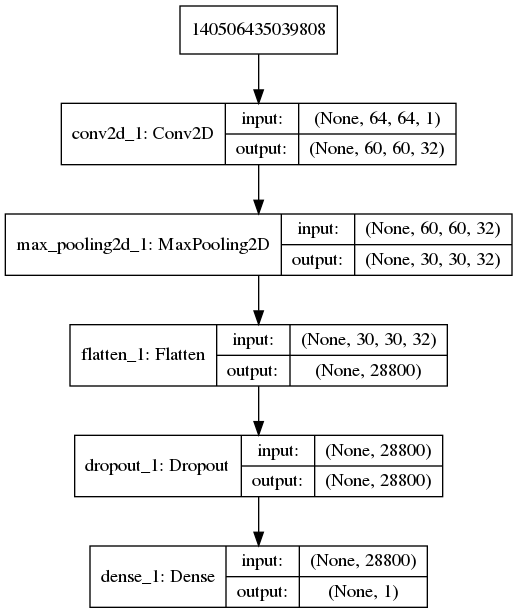 140506435039808
conv2d_1: Conv2D
input:
(None, 64, 64, 1)
output:
(None, 60, 60, 32)
max_pooling2d_1: MaxPooling2D
input:
(None, 60, 60, 32)
output:
(None, 30, 30, 32)
flatten_1: Flatten
input:
(None, 30, 30, 32)
output:
(None, 28800)
dropout_1: Dropout
input:
(None, 28800)
output:
(None, 28800)
dense_1: Dense
input:
(None, 28800)
output:
(None, 1)